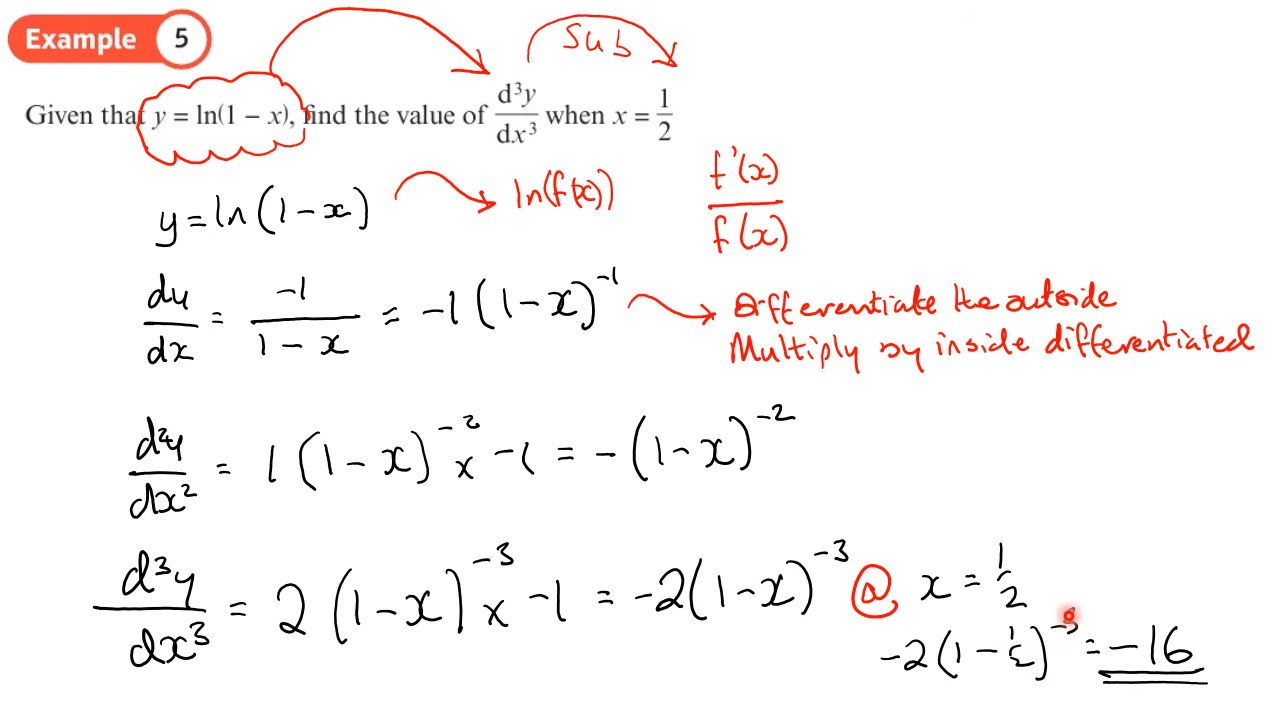 Example 5
Sub
Given that y = ln(1 − x), find the value of d³y/dx³ when x = 1/2
y = ln(1 − x) ln(f(x)) f'(x)/f(x)
dy/dx = −1/(1 − x) = −1(1 − x)⁻¹ Differentiate the outside
Multiply by inside differentiated
d²y/dx² = 1(1 − x)⁻² × −1 = −(1 − x)⁻²
d³y/dx³ = 2(1 − x)⁻³ × −1 = −2(1 − x)⁻³ @ x = 1/2
−2(1 − 1/2)⁻³ = −16